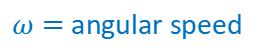 ω = angular speed